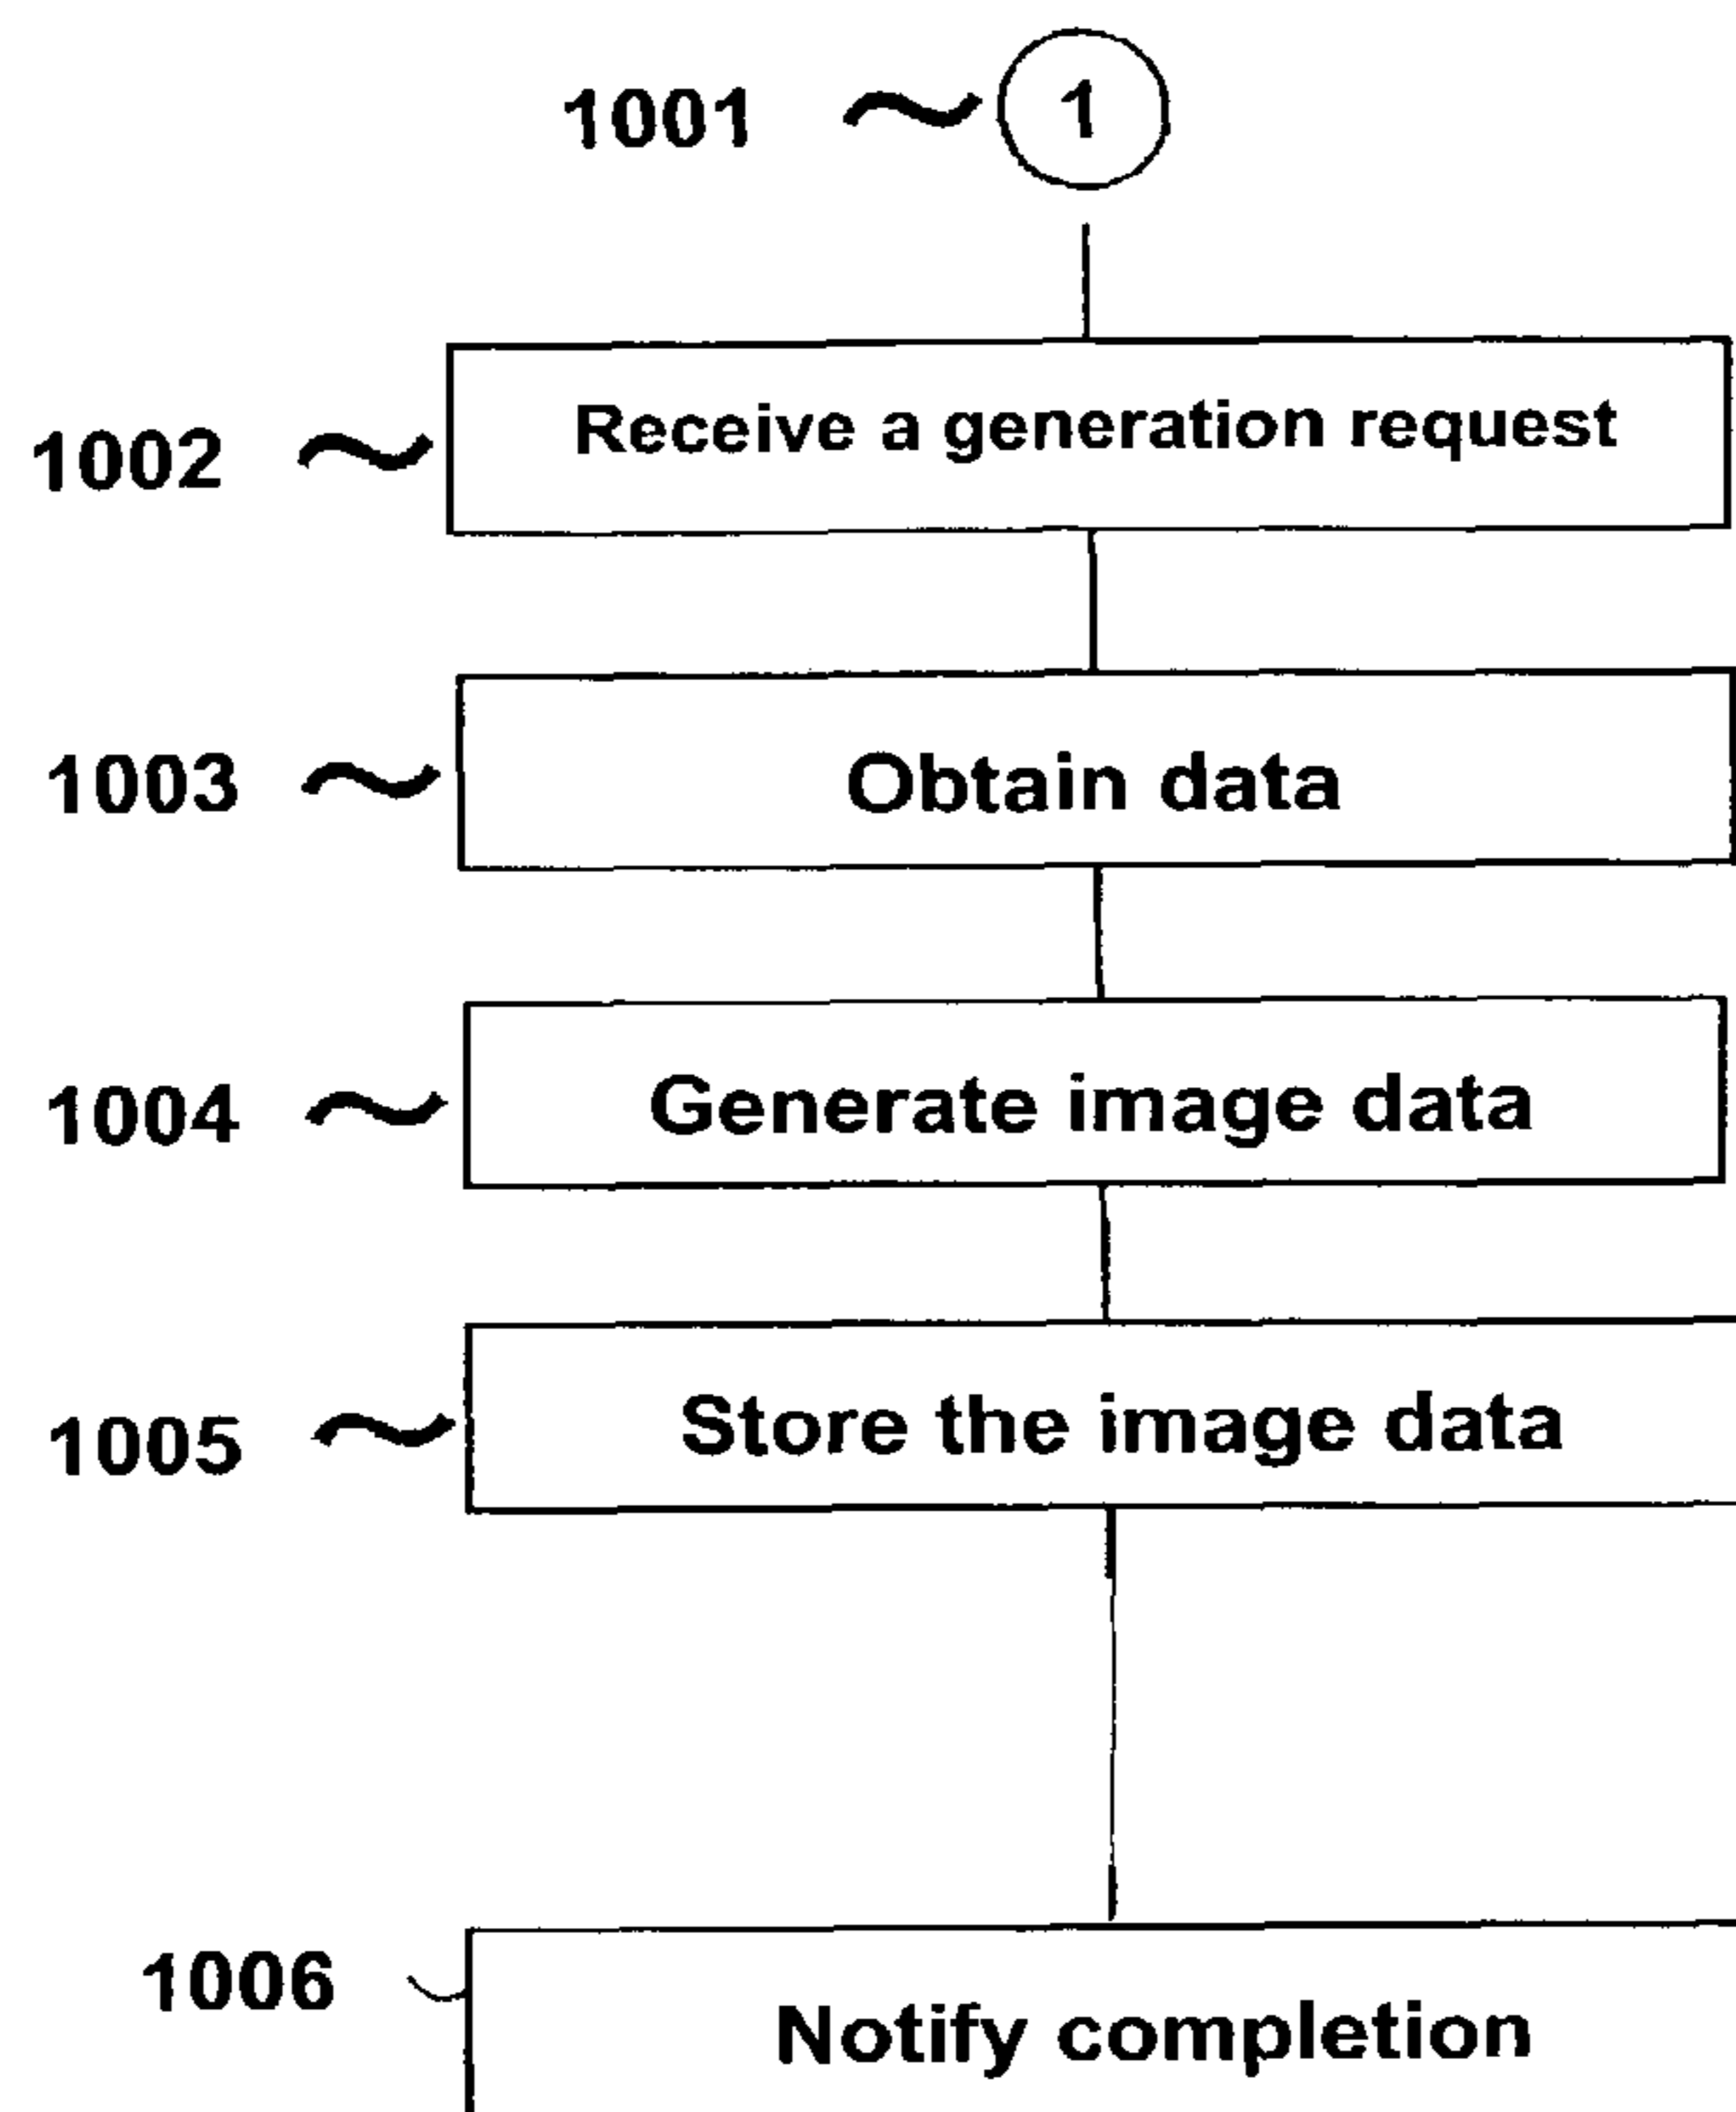 1001 1
1002 Receive a generation request
1003 Obtain data
1004 Generate image data
1005 Store the image data
1006 Notify completion